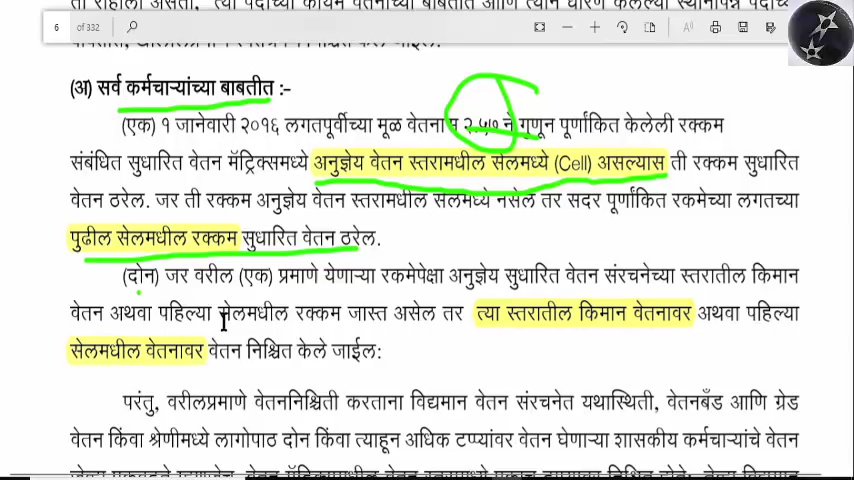 6 of 332
(अ) सर्व कर्मचाऱ्यांच्या बाबतीत :-
(एक) १ जानेवारी २०१६ लगतपूर्वीच्या मूळ वेतनास २.५७ ने गुणून पूर्णांकित केलेली रक्कम
संबंधित सुधारित वेतन मॅट्रिक्समध्ये अनुज्ञेय वेतन स्तरामधील सेलमध्ये (Cell) असल्यास ती रक्कम सुधारित
वेतन ठरेल. जर ती रक्कम अनुज्ञेय वेतन स्तरामधील सेलमध्ये नसेल तर सदर पूर्णांकित रकमेच्या लगतच्या
पुढील सेलमधील रक्कम सुधारित वेतन ठरेल.
(दोन) जर वरील (एक) प्रमाणे येणाऱ्या रकमेपेक्षा अनुज्ञेय सुधारित वेतन संरचनेच्या स्तरातील किमान
वेतन अथवा पहिल्या सेलमधील रक्कम जास्त असेल तर त्या स्तरातील किमान वेतनावर अथवा पहिल्या
सेलमधील वेतनावर वेतन निश्चित केले जाईल:
परंतु, वरीलप्रमाणे वेतननिश्चिती करताना विद्यमान वेतन संरचनेत यथास्थिती, वेतनबँड आणि ग्रेड
वेतन किंवा श्रेणीमध्ये लागोपाठ दोन किंवा त्याहून अधिक टप्प्यांवर वेतन घेणाऱ्या शासकीय कर्मचाऱ्यांचे वेतन